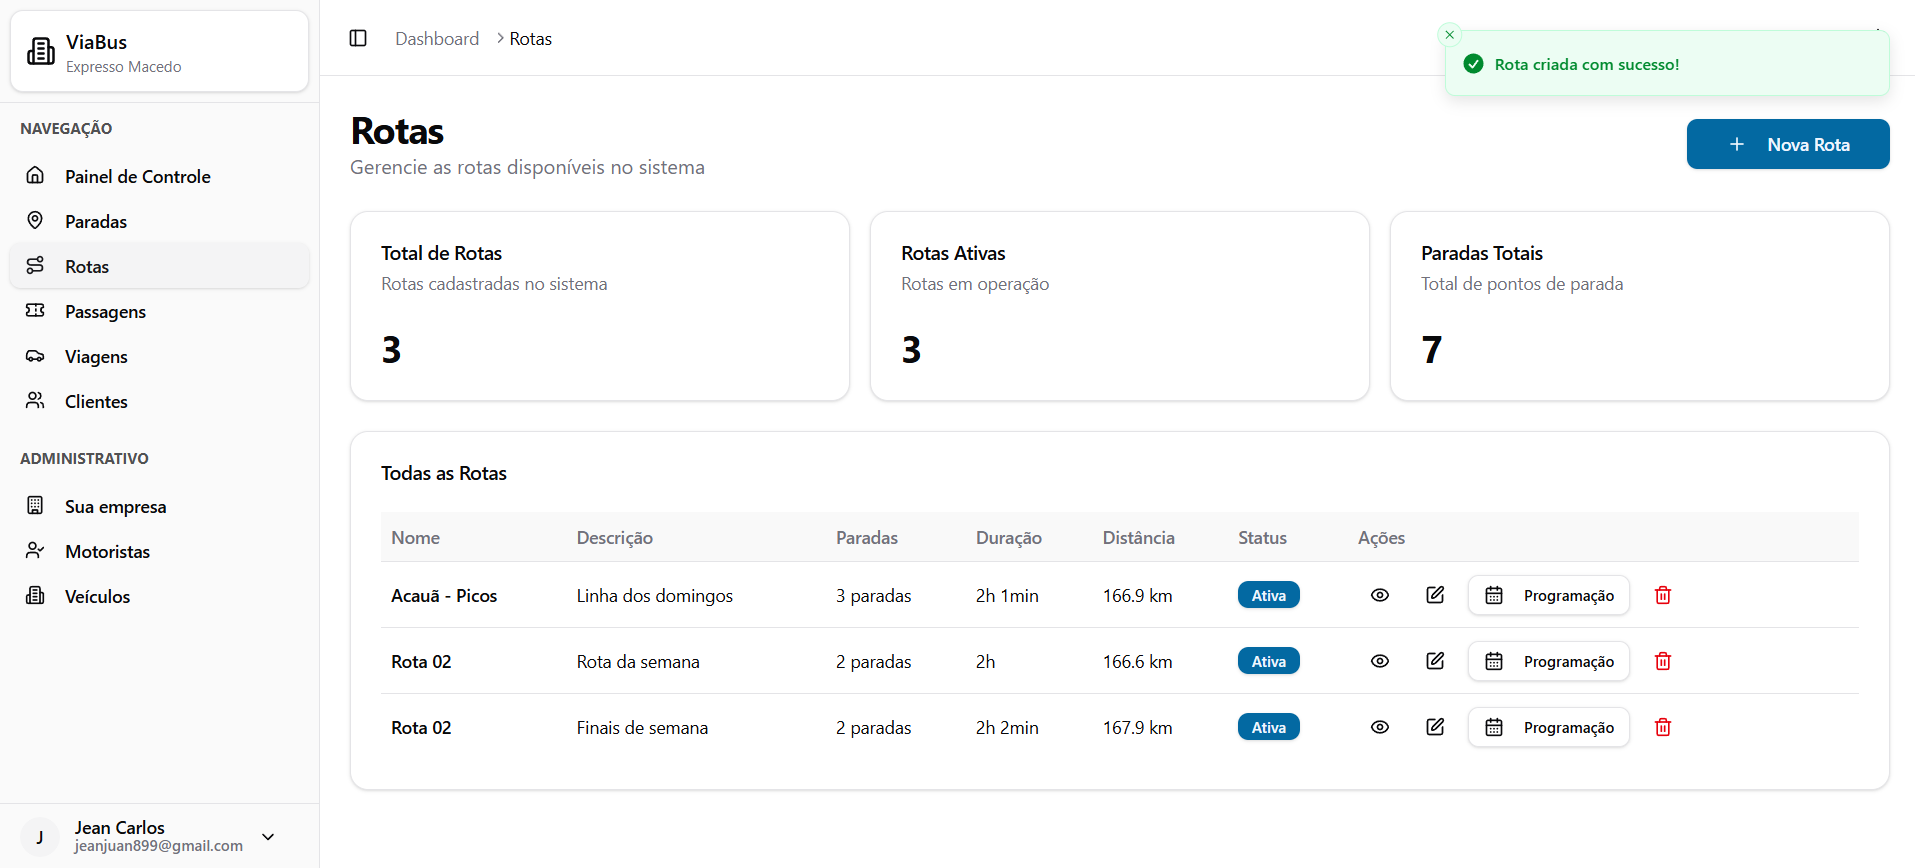 ViaBus
Expresso Macedo
NAVEGAÇÃO
Painel de Controle
Paradas
Rotas
Passagens
Viagens
Clientes
ADMINISTRATIVO
Sua empresa
Motoristas
Veículos
J
Jean Carlos
jeanjuan899@gmail.com
Dashboard Rotas
Rota criada com sucesso!
Rotas
Gerencie as rotas disponíveis no sistema
Nova Rota
Total de Rotas
Rotas cadastradas no sistema
3
Rotas Ativas
Rotas em operação
3
Paradas Totais
Total de pontos de parada
7
Todas as Rotas
Nome Descrição Paradas Duração Distância Status Ações
Acauã - Picos Linha dos domingos 3 paradas 2h 1min 166.9 km Ativa Programação
Rota 02 Rota da semana 2 paradas 2h 166.6 km Ativa Programação
Rota 02 Finais de semana 2 paradas 2h 2min 167.9 km Ativa Programação